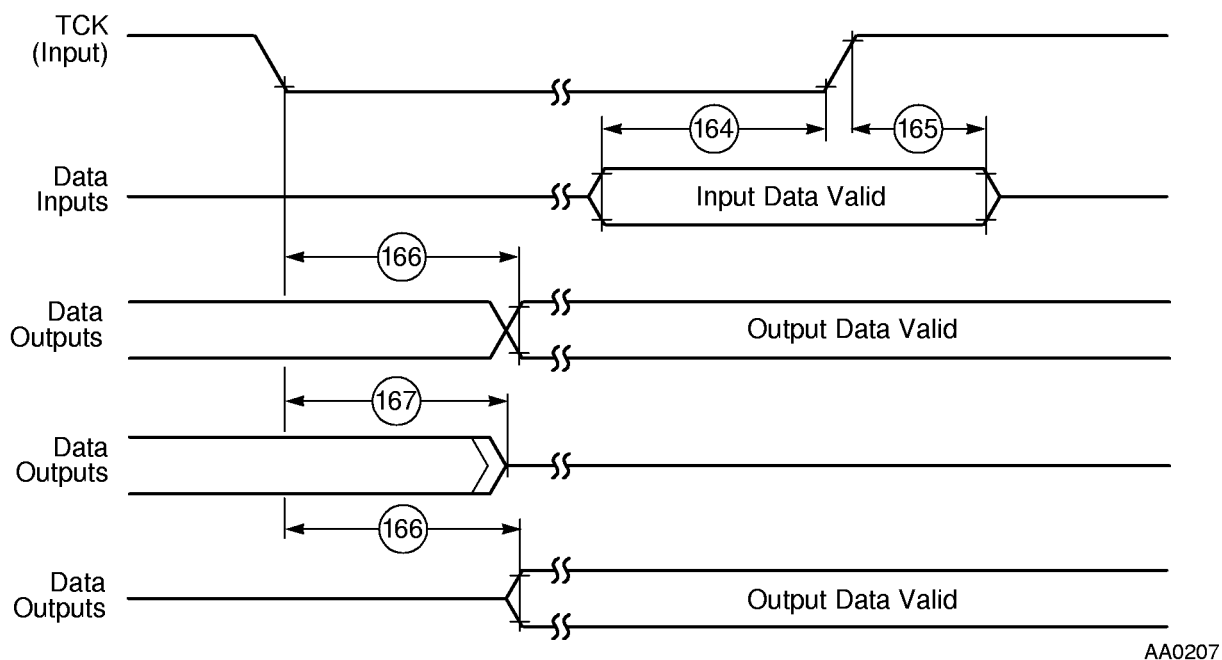 TCK
(Input)
164
165
Data
Inputs
Input Data Valid
166
Data
Outputs
Output Data Valid
167
Data
Outputs
166
Data
Outputs
Output Data Valid
AA0207